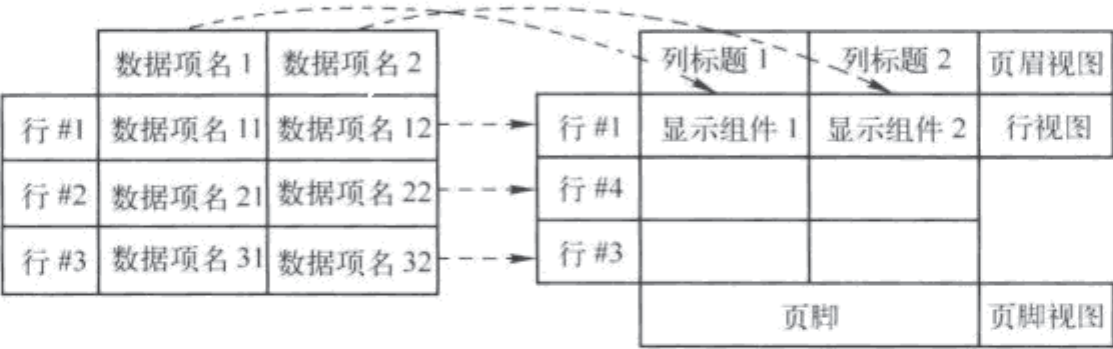 数据项名 1 数据项名 2
行 #1 数据项名 11 数据项名 12
行 #2 数据项名 21 数据项名 22
行 #3 数据项名 31 数据项名 32
列标题 1 列标题 2 页眉视图
行 #1 显示组件 1 显示组件 2 行视图
行 #4
行 #3
页脚 页脚视图